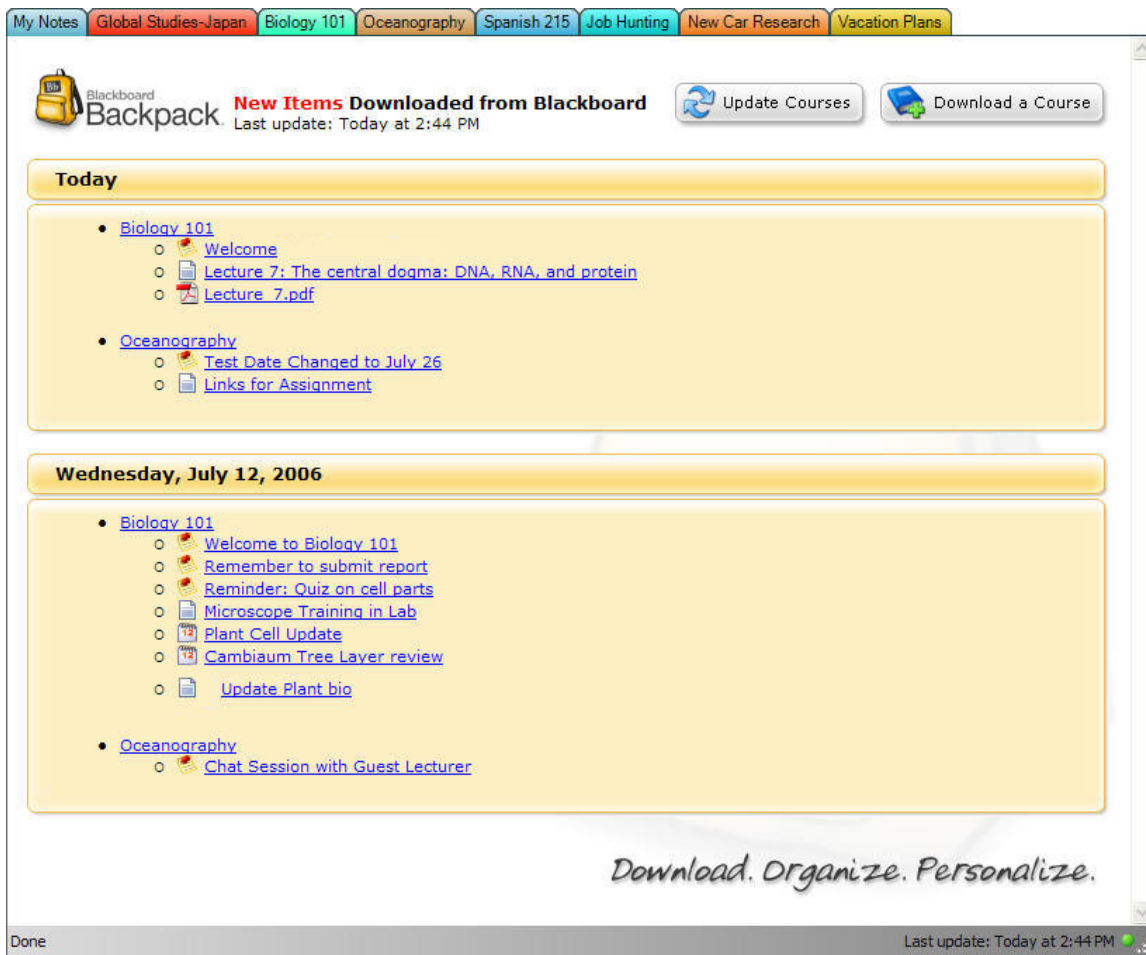 My Notes Global Studies-Japan Biology 101 Oceanography Spanish 215 Job Hunting New Car Research Vacation Plans
Bb Blackboard
Backpack
New Items Downloaded from Blackboard
Last update: Today at 2:44 PM
Update Courses
Download a Course
Today
Biology 101
Welcome
Lecture 7: The central dogma: DNA, RNA, and protein
Lecture_7.pdf
Oceanography
Test Date Changed to July 26
Links for Assignment
Wednesday, July 12, 2006
Biology 101
Welcome to Biology 101
Remember to submit report
Reminder: Quiz on cell parts
Microscope Training in Lab
12 Plant Cell Update
12 Cambiaum Tree Layer review
Update Plant bio
Oceanography
Chat Session with Guest Lecturer
Download. Organize. Personalize.
Done Last update: Today at 2:44 PM